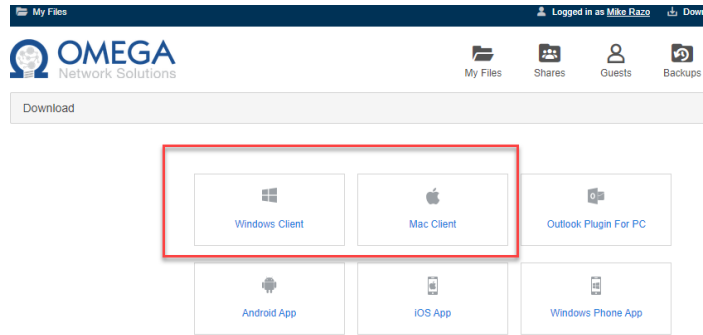 My Files
Logged in as Mike Razo
OMEGA
Network Solutions
My Files Shares Guests Backups
Download
Windows Client Mac Client Outlook Plugin For PC
Android App iOS App Windows Phone App